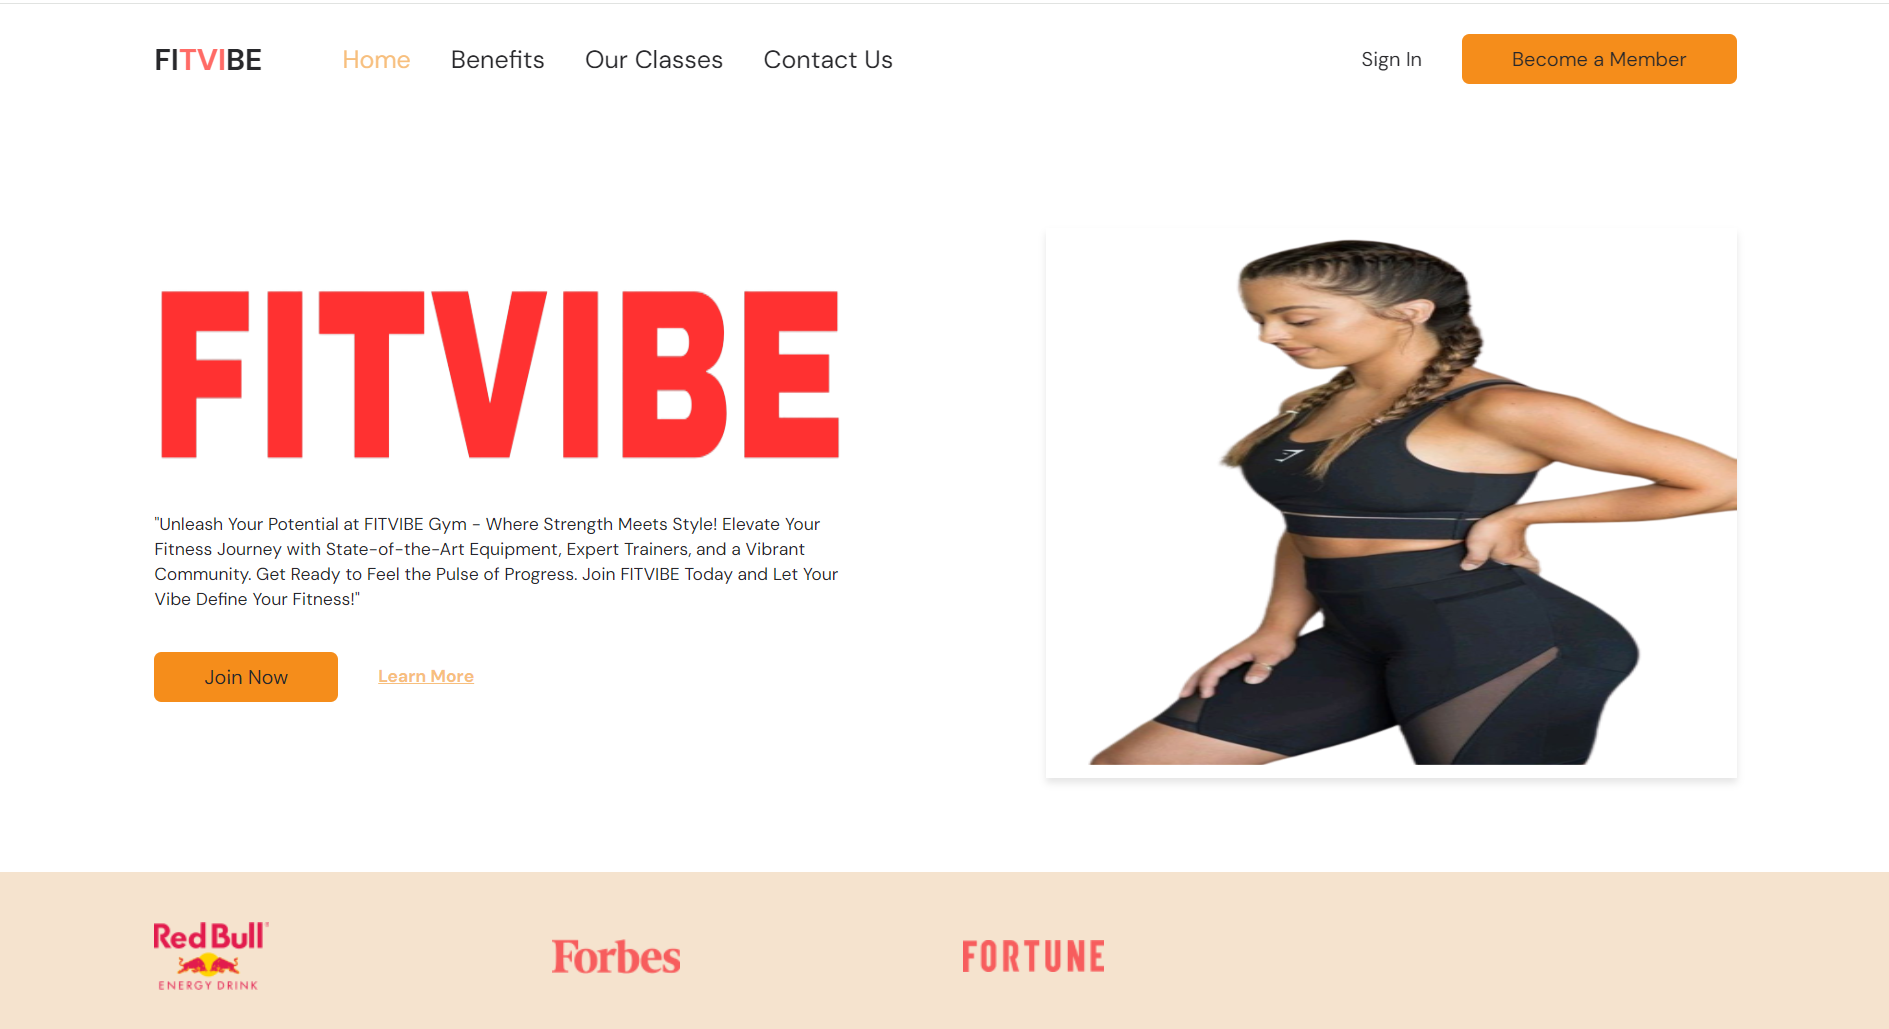 FITVIBE
Home
Benefits
Our Classes
Contact Us
Sign In
Become a Member
FITVIBE
"Unleash Your Potential at FITVIBE Gym - Where Strength Meets Style! Elevate Your
Fitness Journey with State-of-the-Art Equipment, Expert Trainers, and a Vibrant
Community. Get Ready to Feel the Pulse of Progress. Join FITVIBE Today and Let Your
Vibe Define Your Fitness!"
Join Now
Learn More
Red Bull
ENERGY DRINK
Forbes
FORTUNE